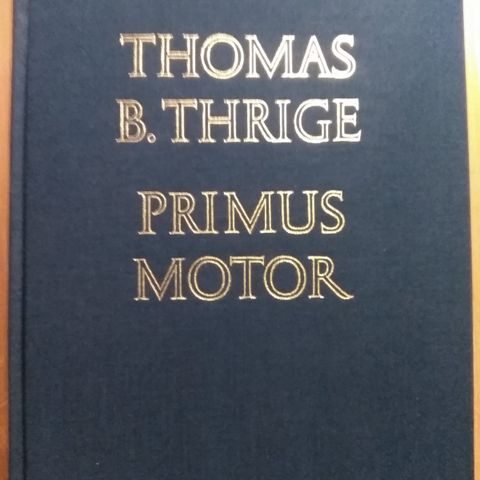 THOMAS
B. THRIGE
PRIMUS
MOTOR